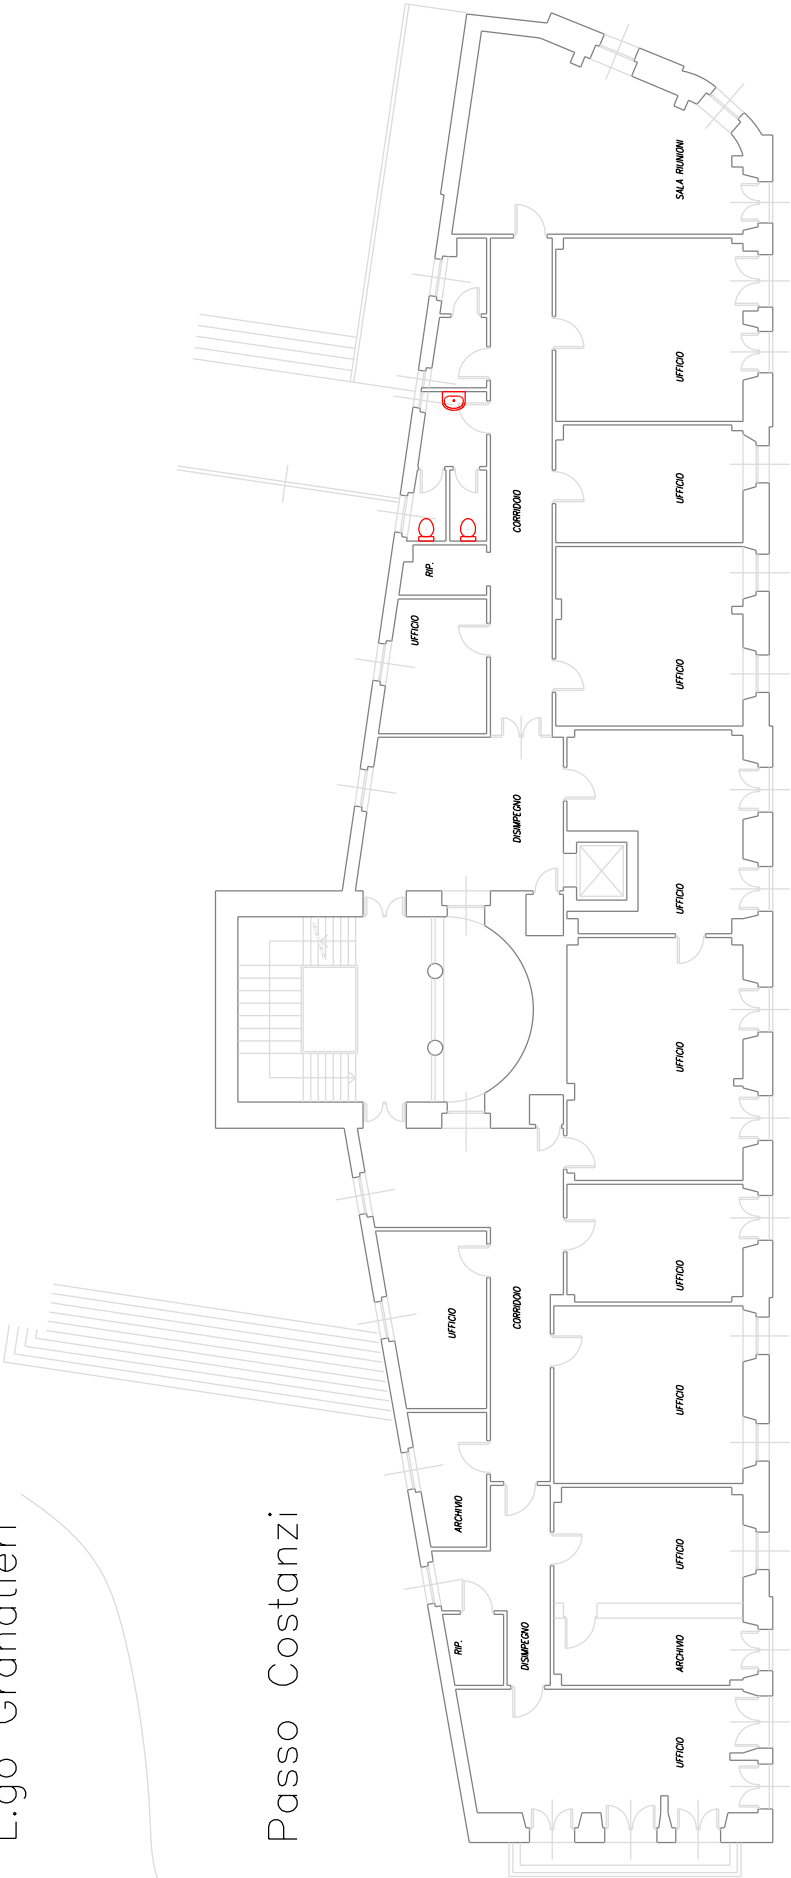 SALA RIUNIONI
UFFICIO
UFFICIO
CORRIDOIO
RIP.
UFFICIO
UFFICIO
DISIMPEGNO
UFFICIO
UFFICIO
UFFICIO
UFFICIO
CORRIDOIO
UFFICIO
ARCHIVIO
UFFICIO
RIP.
DISIMPEGNO
ARCHIVIO
UFFICIO
L.go Granatieri
Passo Costanzi